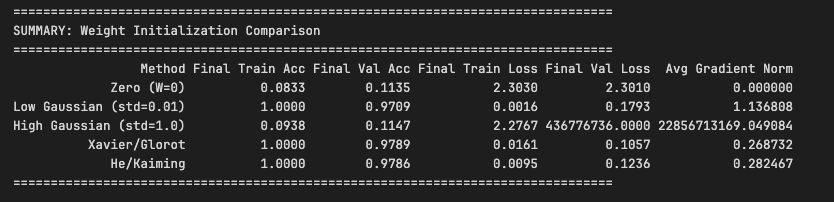 ================================================================================
SUMMARY: Weight Initialization Comparison
================================================================================
Method Final Train Acc Final Val Acc Final Train Loss Final Val Loss Avg Gradient Norm
Zero (W=0) 0.0833 0.1135 2.3030 2.3010 0.000000
Low Gaussian (std=0.01) 1.0000 0.9709 0.0016 0.1793 1.136808
High Gaussian (std=1.0) 0.0938 0.1147 2.2767 436776736.0000 22856713169.049084
Xavier/Glorot 1.0000 0.9789 0.0161 0.1057 0.268732
He/Kaiming 1.0000 0.9786 0.0095 0.1236 0.282467
================================================================================